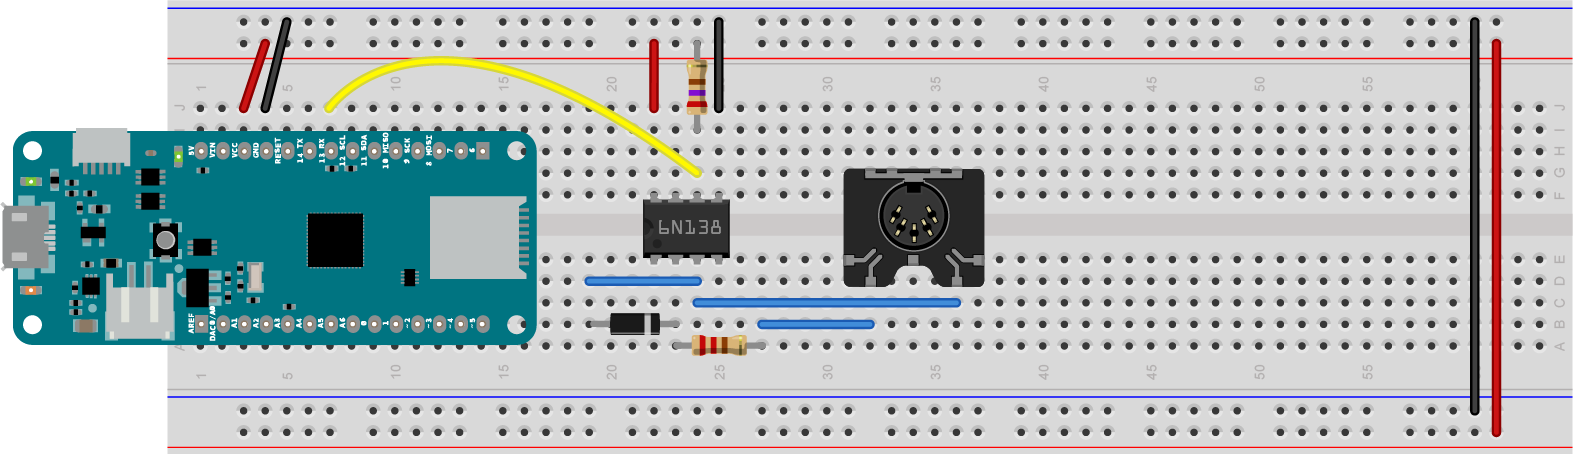 1 5 10 15 20 25 30 35 40 45 50 55
J J
I
H
G
F
5V VIN VCC GND RESET 14 TX 13 RX 12 SCL 11 SDA 10 MISO 9 SCK 8 MOSI 7 6
6N138
E
D
C
B
A A
AREF DAC0/A0 A1 A2 A3 A4 A5 A6 0 1 ~2 ~3 ~4 ~5
1 5 10 15 20 25 30 35 40 45 50 55